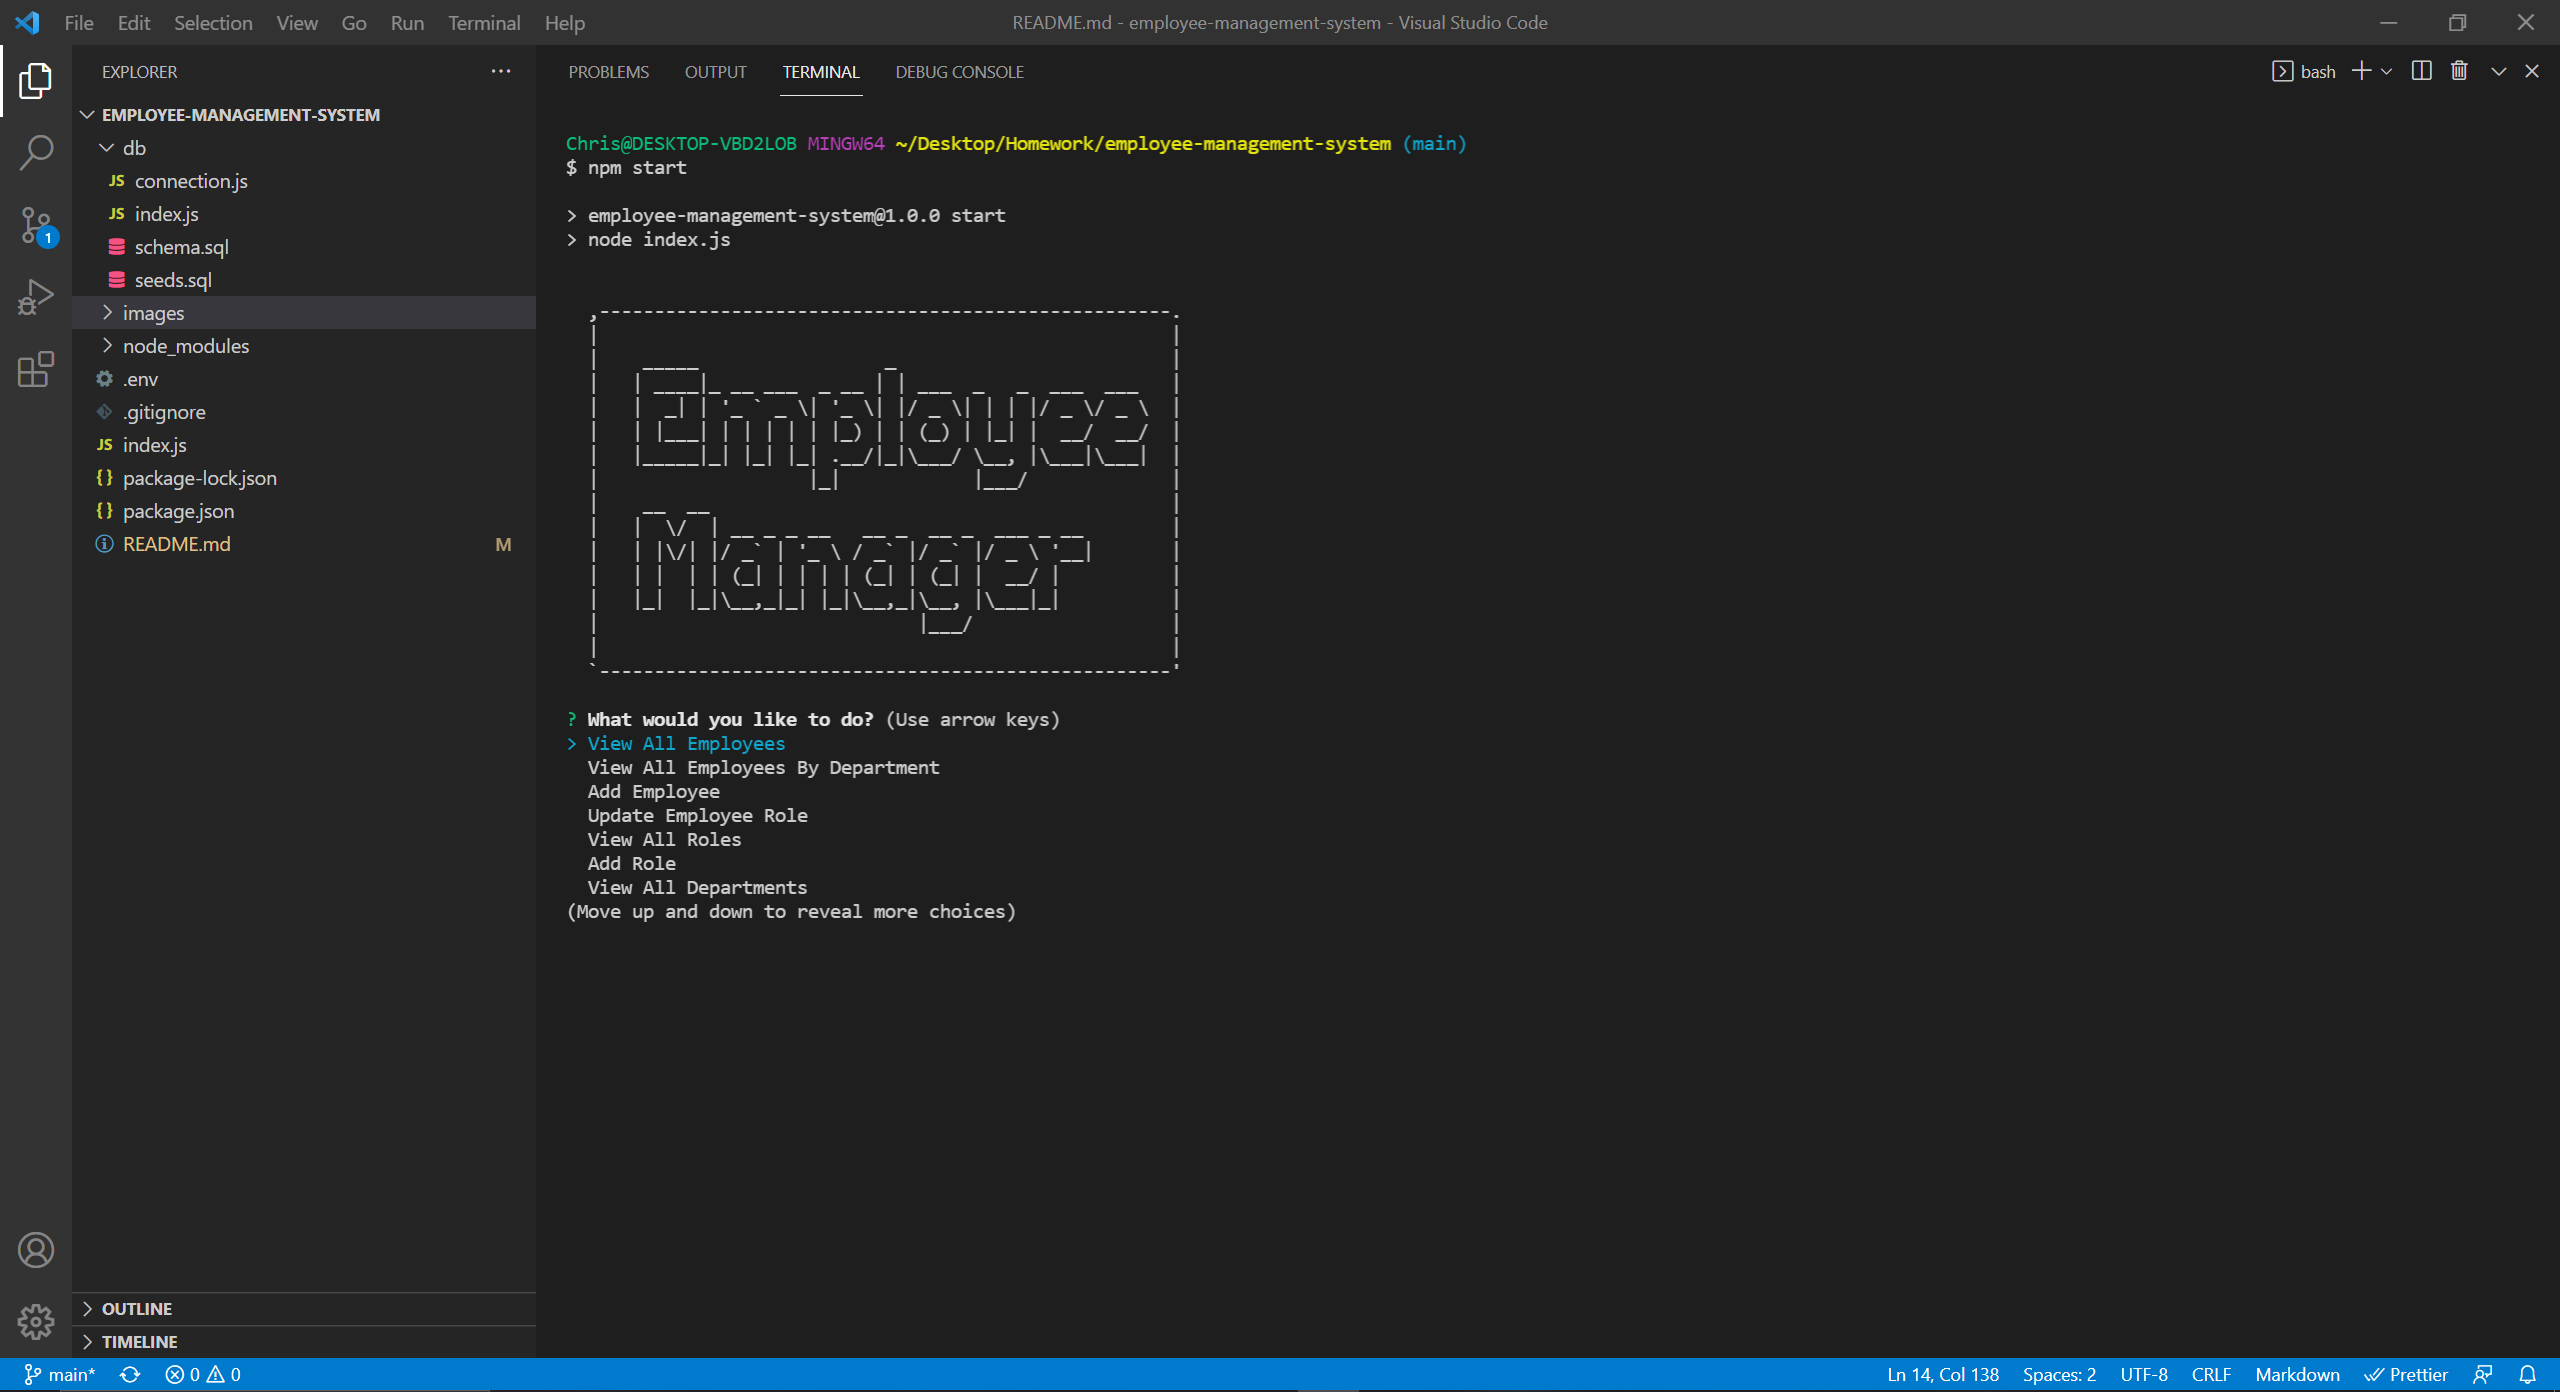 File Edit Selection View Go Run Terminal Help
README.md - employee-management-system - Visual Studio Code
EXPLORER
EMPLOYEE-MANAGEMENT-SYSTEM
db
JS connection.js
JS index.js
schema.sql
seeds.sql
images
node_modules
.env
.gitignore
JS index.js
{} package-lock.json
{} package.json
README.md M
OUTLINE
TIMELINE
1
PROBLEMS OUTPUT TERMINAL DEBUG CONSOLE
bash
Chris@DESKTOP-VBD2LOB MINGW64 ~/Desktop/Homework/employee-management-system (main)
$ npm start
> employee-management-system@1.0.0 start
> node index.js
Employee
Manager
? What would you like to do? (Use arrow keys)
> View All Employees
View All Employees By Department
Add Employee
Update Employee Role
View All Roles
Add Role
View All Departments
(Move up and down to reveal more choices)
main* 0 0
Ln 14, Col 138 Spaces: 2 UTF-8 CRLF Markdown Prettier